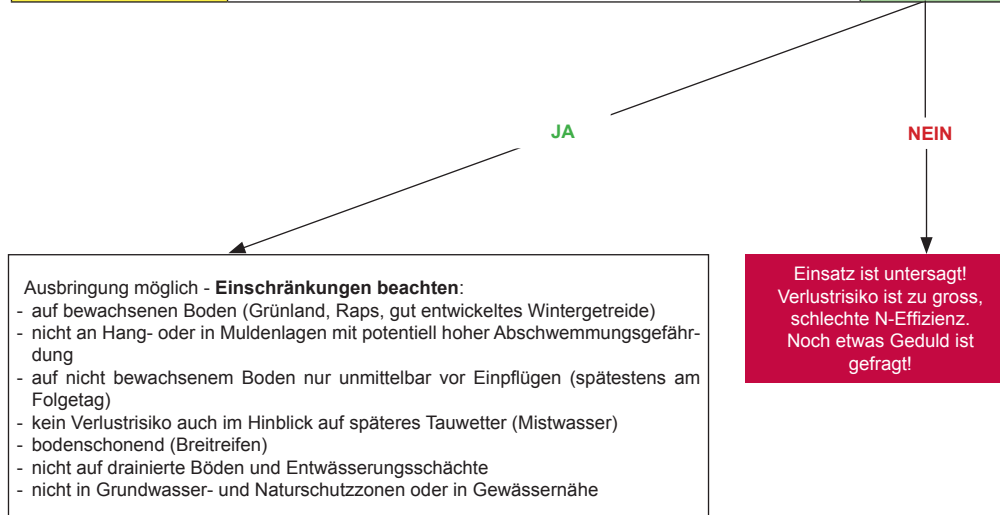 JA
NEIN
Ausbringung möglich - Einschränkungen beachten:
- auf bewachsenen Boden (Grünland, Raps, gut entwickeltes Wintergetreide)
- nicht an Hang- oder in Muldenlagen mit potentiell hoher Abschwemmungsgefähr-
dung
- auf nicht bewachsenem Boden nur unmittelbar vor Einpflügen (spätestens am
Folgetag)
- kein Verlustrisiko auch im Hinblick auf späteres Tauwetter (Mistwasser)
- bodenschonend (Breitreifen)
- nicht auf drainierte Böden und Entwässerungsschächte
- nicht in Grundwasser- und Naturschutzzonen oder in Gewässernähe
Einsatz ist untersagt!
Verlustrisiko ist zu gross,
schlechte N-Effizienz.
Noch etwas Geduld ist
gefragt!